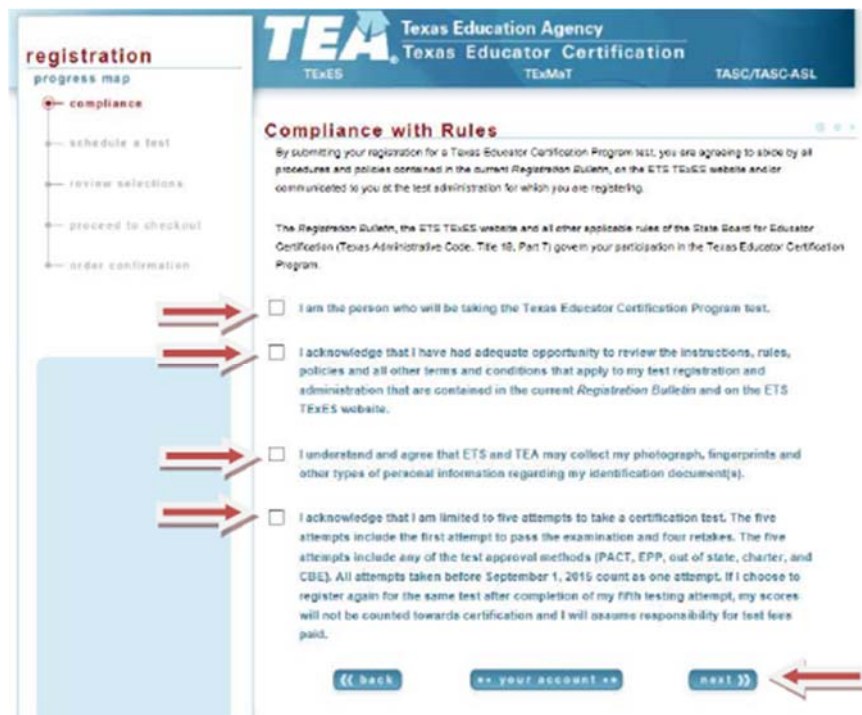 registration
progress map
compliance
schedule a test
review selections
proceed to checkout
order confirmation
TEA® Texas Education Agency
Texas Educator Certification
TExES TExMaT TASC/TASC-ASL
Compliance with Rules
By submitting your registration for a Texas Educator Certification Program test, you are agreeing to abide by all
procedures and policies contained in the current Registration Bulletin, on the ETS TExES website and/or
communicated to you at the test administration for which you are registering.
The Registration Bulletin, the ETS TExES website and all other applicable rules of the State Board for Educator
Certification (Texas Administrative Code, Title 19, Part 7) govern your participation in the Texas Educator Certification
Program.
I am the person who will be taking the Texas Educator Certification Program test.
I acknowledge that I have had adequate opportunity to review the instructions, rules,
policies and all other terms and conditions that apply to my test registration and
administration that are contained in the current Registration Bulletin and on the ETS
TExES website.
I understand and agree that ETS and TEA may collect my photograph, fingerprints and
other types of personal information regarding my identification document(s).
I acknowledge that I am limited to five attempts to take a certification test. The five
attempts include the first attempt to pass the examination and four retakes. The five
attempts include any of the test approval methods (PACT, EPP, out of state, charter, and
CBE). All attempts taken before September 1, 2015 count as one attempt. If I choose to
register again for the same test after completion of my fifth testing attempt, my scores
will not be counted towards certification and I will assume responsibility for test fees
paid.
back your account next